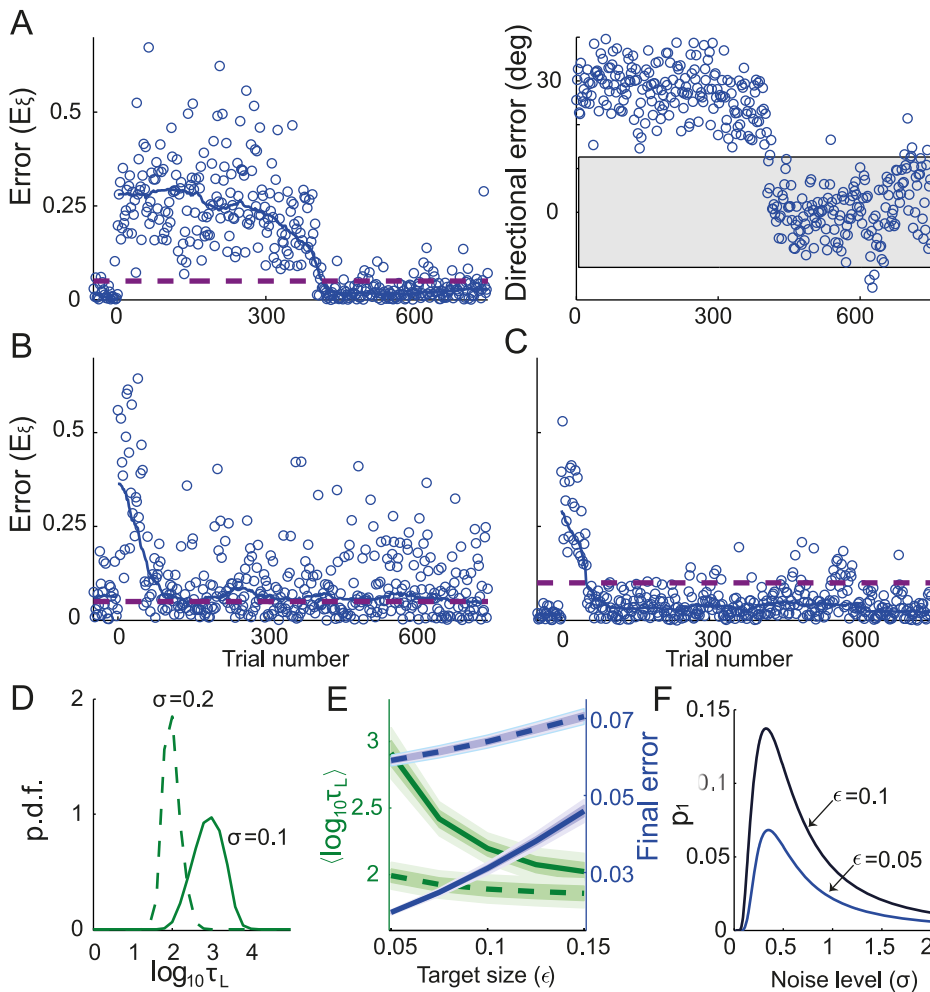 A
Error (Eξ)
0.5
0.25
0
0
300
600
Directional error (deg)
30
0
0
300
600
B
Error (Eξ)
0.5
0.25
0
0
300
600
Trial number
C
0
300
600
Trial number
D
p.d.f.
2
1
0
σ=0.2
σ=0.1
0
1
2
3
4
log₁₀τL
E
⟨log₁₀τL⟩
3
2.5
2
0.07
0.05
0.03
Final error
0.05
0.1
0.15
Target size (ϵ)
F
p₁
0.15
0.1
0.05
0
ϵ=0.1
ϵ=0.05
0
0.5
1
1.5
2
Noise level (σ)